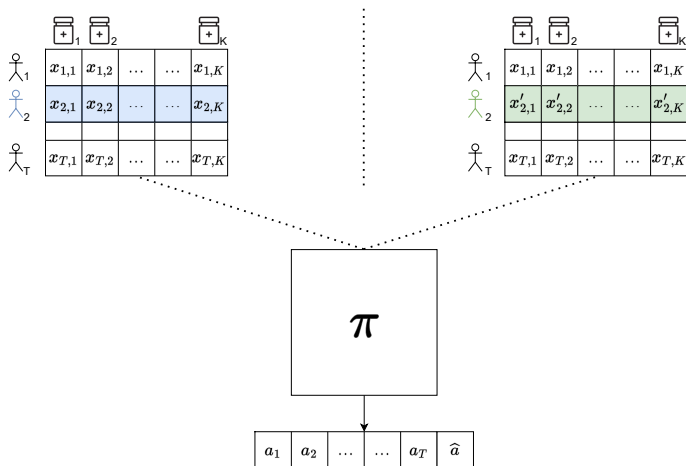 1 2 K 1 2 K
1 x1,1 x1,2 ... ... x1,K 1 x1,1 x1,2 ... ... x1,K
2 x2,1 x2,2 ... ... x2,K 2 x′2,1 x′2,2 ... ... x′2,K
T xT,1 xT,2 ... ... xT,K T xT,1 xT,2 ... ... xT,K
π
a1 a2 ... ... aT â